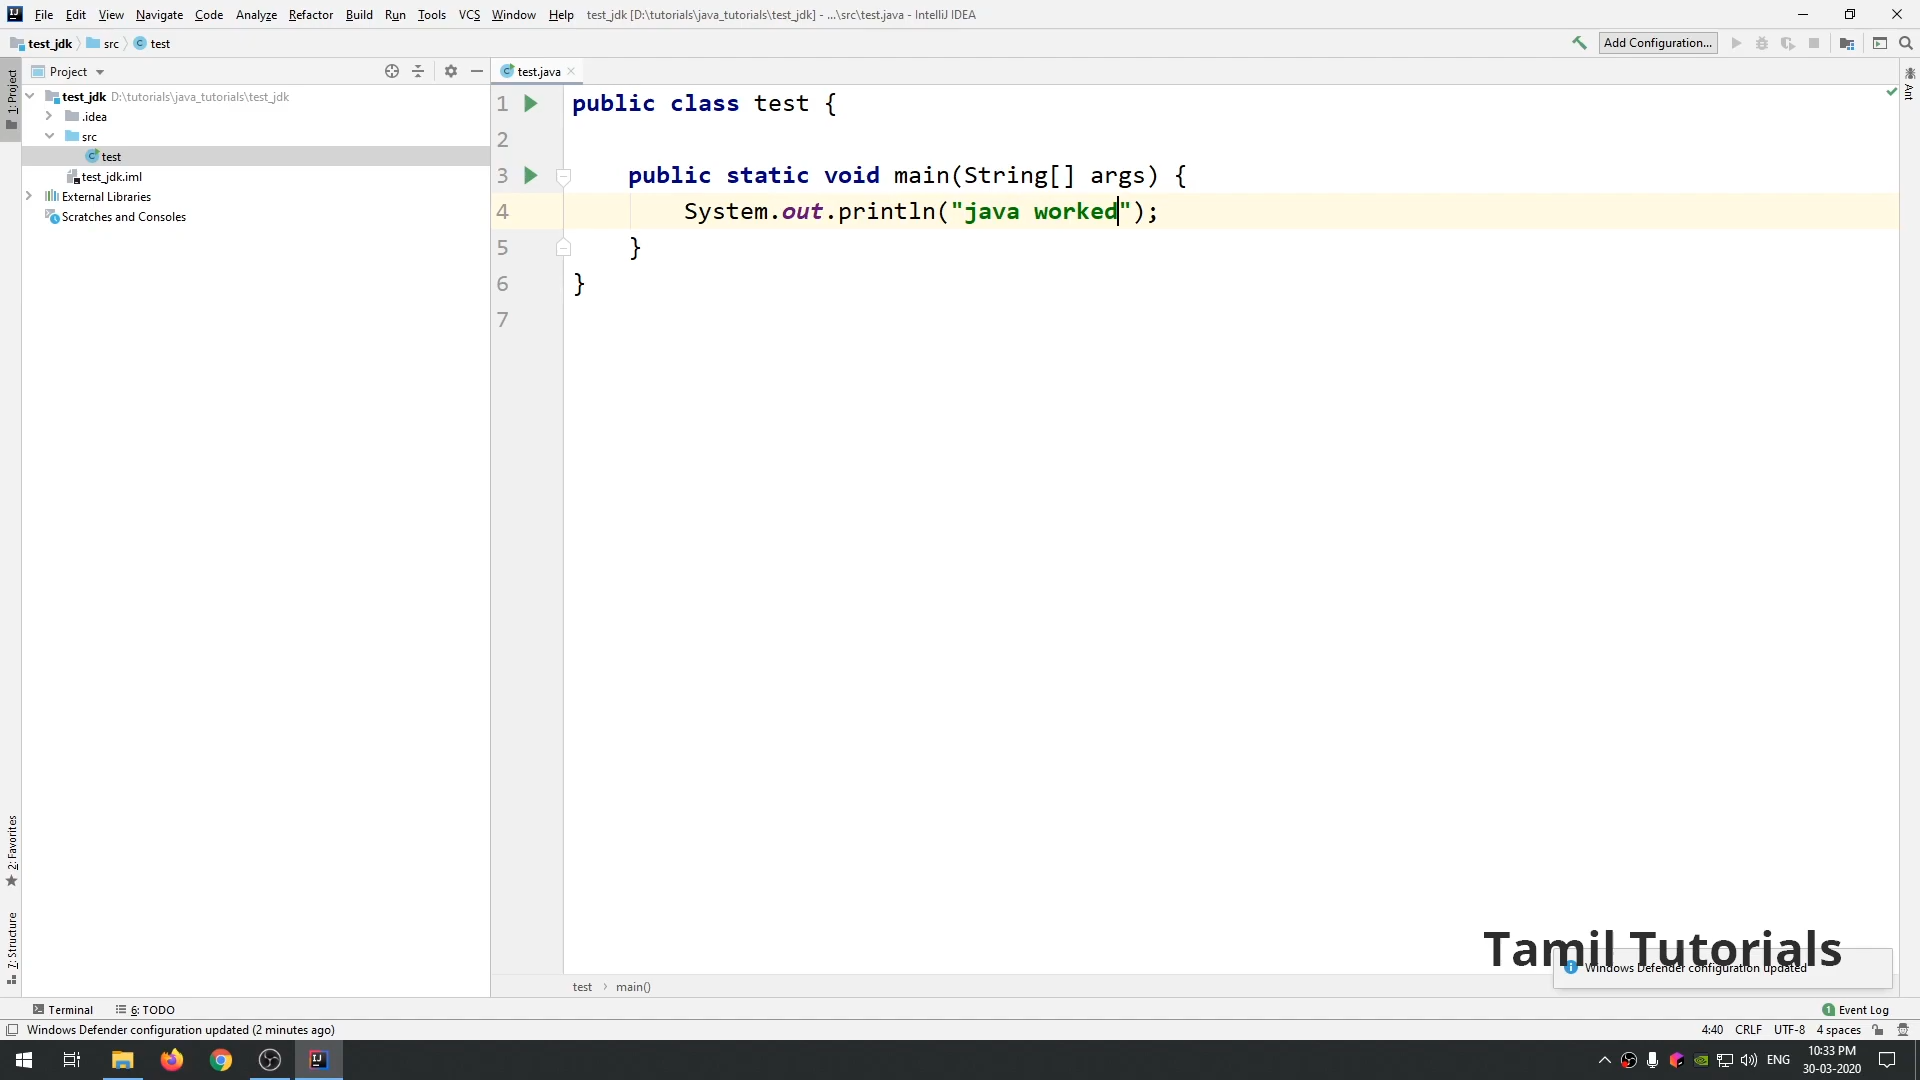 File Edit View Navigate Code Analyze Refactor Build Run Tools VCS Window Help test_jdk [D:\tutorials\java_tutorials\test_jdk] - ...\src\test.java - IntelliJ IDEA
test_jdk src test Add Configuration...
1: Project
Project
test.java
Ant
test_jdk D:\tutorials\java_tutorials\test_jdk
.idea
src
test
test_jdk.iml
External Libraries
Scratches and Consoles
1 public class test {
2
3 public static void main(String[] args) {
4 System.out.println("java worked");
5 }
6 }
7
2: Favorites
7: Structure
Tamil Tutorials
Windows Defender configuration updated
test main()
Terminal 6: TODO 1 Event Log
Windows Defender configuration updated (2 minutes ago) 4:40 CRLF UTF-8 4 spaces
ENG 10:33 PM
30-03-2020